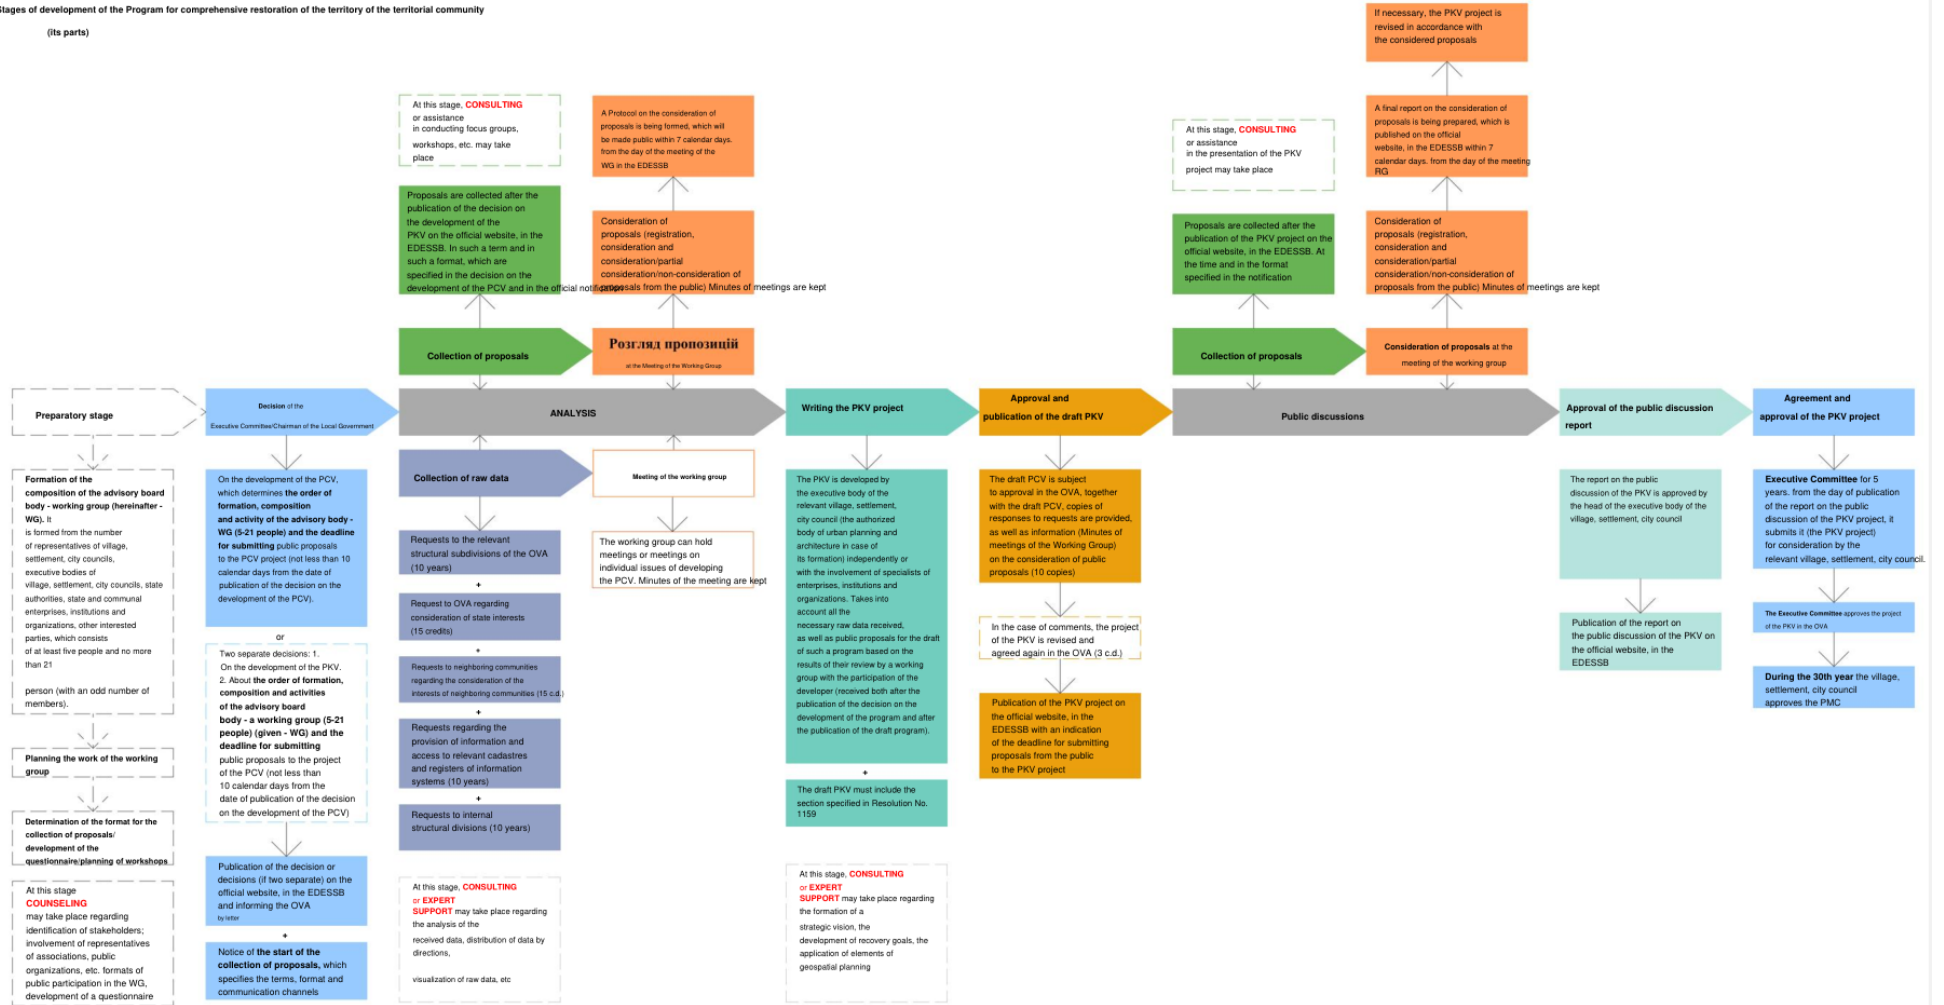 Stages of development of the Program for comprehensive restoration of the territory of the territorial community
(its parts)
If necessary, the PKV project is
revised in accordance with
the considered proposals
At this stage, CONSULTING
or assistance
in conducting focus groups,
workshops, etc. may take
place
A Protocol on the consideration of
proposals is being formed, which will
be made public within 7 calendar days.
from the day of the meeting of the
WG in the EDESSB
At this stage, CONSULTING
or assistance
in the presentation of the PKV
project may take place
A final report on the consideration of
proposals is being prepared, which is
published on the official
website, in the EDESSB within 7
calendar days. from the day of the meeting
RG
Proposals are collected after the
publication of the decision on
the development of the
PKV on the official website, in the
EDESSB. In such a term and in
such a format, which are
specified in the decision on the
development of the PCV and in the official notification
Consideration of
proposals (registration,
consideration and
consideration/partial
consideration/non-consideration of
proposals from the public) Minutes of meetings are kept
Proposals are collected after the
publication of the PKV project on the
official website, in the EDESSB. At
the time and in the format
specified in the notification
Consideration of
proposals (registration,
consideration and
consideration/partial
consideration/non-consideration of
proposals from the public) Minutes of meetings are kept
Collection of proposals
Розгляд пропозицій
at the Meeting of the Working Group
Collection of proposals
Consideration of proposals at the
meeting of the working group
Preparatory stage
Decision of the
Executive Committee/Chairman of the Local Government
ANALYSIS
Writing the PKV project
Approval and
publication of the draft PKV
Public discussions
Approval of the public discussion
report
Agreement and
approval of the PKV project
Formation of the
composition of the advisory board
body - working group (hereinafter -
WG). It
is formed from the number
of representatives of village,
settlement, city councils,
executive bodies of
village, settlement, city councils, state
authorities, state and communal
enterprises, institutions and
organizations, other interested
parties, which consists
of at least five people and no more
than 21
person (with an odd number of
members).
Planning the work of the working
group
Determination of the format for the
collection of proposals/
development of the
questionnaire/planning of workshops
At this stage
COUNSELING
may take place regarding
identification of stakeholders;
involvement of representatives
of associations, public
organizations, etc. formats of
public participation in the WG,
development of a questionnaire
On the development of the PCV,
which determines the order of
formation, composition
and activity of the advisory body -
WG (5-21 people) and the deadline
for submitting public proposals
to the PCV project (not less than 10
calendar days from the date of
publication of the decision on the
development of the PCV).
or
Two separate decisions: 1.
On the development of the PKV.
2. About the order of formation,
composition and activities
of the advisory board
body - a working group (5-21
people) (given - WG) and the
deadline for submitting
public proposals to the project
of the PCV (not less than
10 calendar days from the
date of publication of the decision
on the development of the PCV)
Publication of the decision or
decisions (if two separate) on the
official website, in the EDESSB
and informing the OVA
by letter
+
Notice of the start of the
collection of proposals, which
specifies the terms, format and
communication channels
Collection of raw data
Requests to the relevant
structural subdivisions of the OVA
(10 years)
+
Request to OVA regarding
consideration of state interests
(15 credits)
+
Requests to neighboring communities
regarding the consideration of the
interests of neighboring communities (15 c.d.)
+
Requests regarding the
provision of information and
access to relevant cadastres
and registers of information
systems (10 years)
+
Requests to internal
structural divisions (10 years)
At this stage, CONSULTING
or EXPERT
SUPPORT may take place regarding
the analysis of the
received data, distribution of data by
directions,
visualization of raw data, etc
Meeting of the working group
The working group can hold
meetings or meetings on
individual issues of developing
the PCV. Minutes of the meeting are kept
The PKV is developed by
the executive body of the
relevant village, settlement,
city council (the authorized
body of urban planning and
architecture in case of
its formation) independently or
with the involvement of specialists of
enterprises, institutions and
organizations. Takes into
account all the
necessary raw data received,
as well as public proposals for the draft
of such a program based on the
results of their review by a working
group with the participation of the
developer (received both after the
publication of the decision on the
development of the program and after
the publication of the draft program).
+
The draft PKV must include the
section specified in Resolution No.
1159
At this stage, CONSULTING
or EXPERT
SUPPORT may take place regarding
the formation of a
strategic vision, the
development of recovery goals, the
application of elements of
geospatial planning
The draft PCV is subject
to approval in the OVA, together
with the draft PCV, copies of
responses to requests are provided,
as well as information (Minutes of
meetings of the Working Group)
on the consideration of public
proposals (10 copies)
In the case of comments, the project
of the PKV is revised and
agreed again in the OVA (3 c.d.)
Publication of the PKV project on
the official website, in the
EDESSB with an indication
of the deadline for submitting
proposals from the public
to the PKV project
The report on the public
discussion of the PKV is approved by
the head of the executive body of the
village, settlement, city council
Publication of the report on
the public discussion of the PKV on
the official website, in the
EDESSB
Executive Committee for 5
years. from the day of publication
of the report on the public
discussion of the PKV project, it
submits it (the PKV project)
for consideration by the
relevant village, settlement, city council.
The Executive Committee approves the project
of the PKV in the OVA
During the 30th year the village,
settlement, city council
approves the PMC